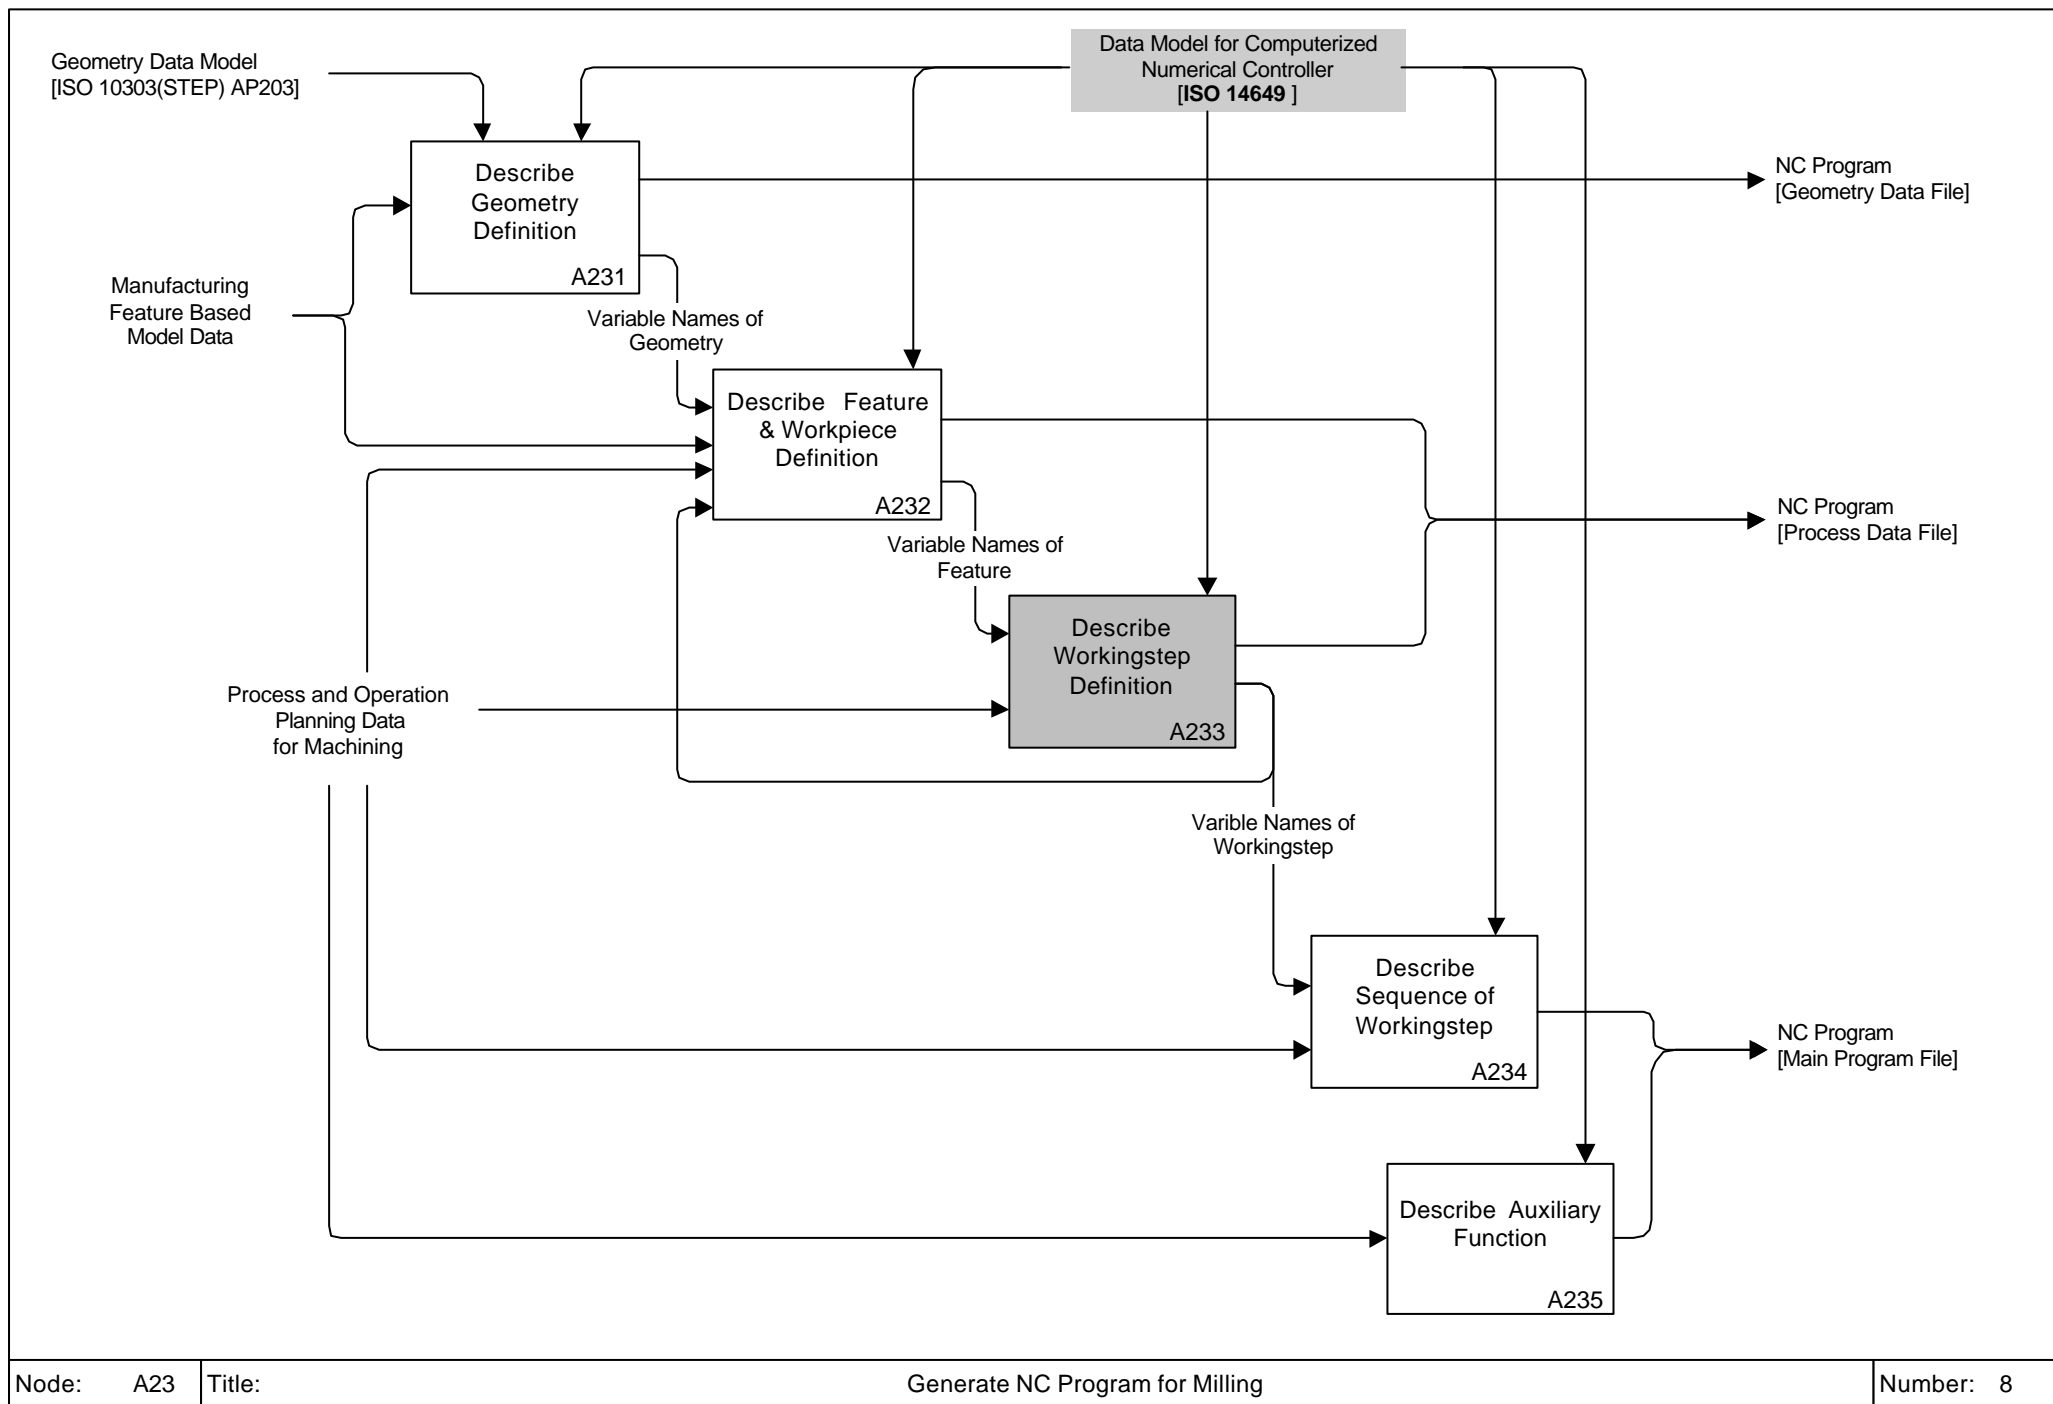 Geometry Data Model
[ISO 10303(STEP) AP203]
Data Model for Computerized
Numerical Controller
[ISO 14649 ]
Describe
Geometry
Definition
A231
NC Program
[Geometry Data File]
Manufacturing
Feature Based
Model Data
Variable Names of
Geometry
Describe Feature
& Workpiece
Definition
A232
NC Program
[Process Data File]
Variable Names of
Feature
Describe
Workingstep
Definition
A233
Process and Operation
Planning Data
for Machining
Varible Names of
Workingstep
Describe
Sequence of
Workingstep
A234
NC Program
[Main Program File]
Describe Auxiliary
Function
A235
Node: A23 Title: Generate NC Program for Milling Number: 8